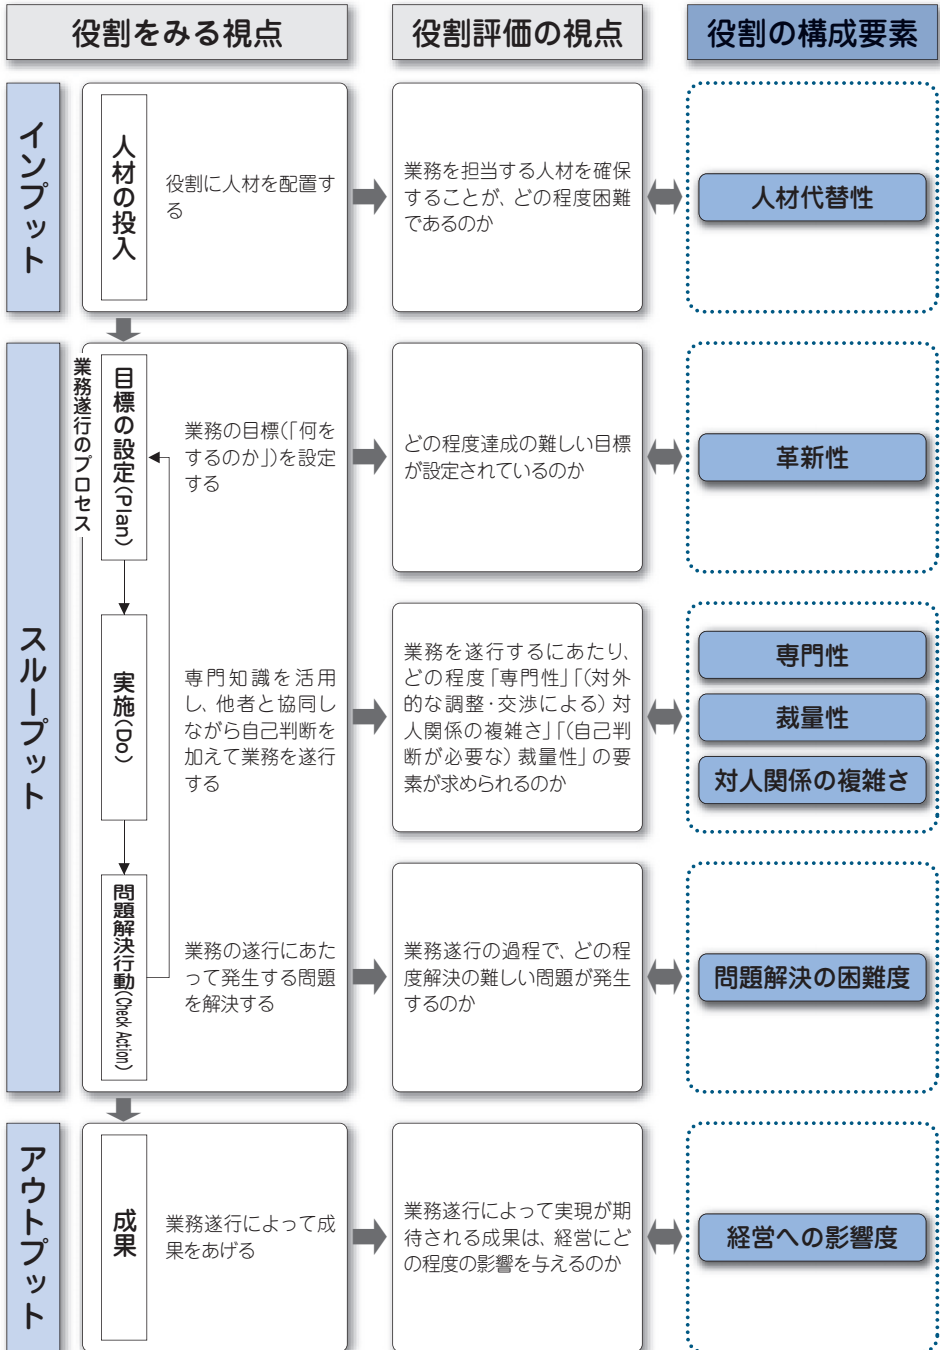 役割をみる視点
役割評価の視点
役割の構成要素
インプット
人材の投入
役割に人材を配置す
る
業務を担当する人材を確保
することが、どの程度困難
であるのか
人材代替性
スループット
業務遂行のプロセス
目標の設定(Plan)
業務の目標(「何を
するのか」)を設定
する
どの程度達成の難しい目標
が設定されているのか
革新性
実施(Do)
専門知識を活用
し、他者と協同し
ながら自己判断を
加えて業務を遂行
する
業務を遂行するにあたり、
どの程度「専門性」「(対外
的な調整・交渉による) 対
人関係の複雑さ」「(自己判
断が必要な) 裁量性」の要
素が求められるのか
専門性
裁量性
対人関係の複雑さ
問題解決行動(Check Action)
業務の遂行にあた
って発生する問題
を解決する
業務遂行の過程で、どの程
度解決の難しい問題が発生
するのか
問題解決の困難度
アウトプット
成果
業務遂行によって成
果をあげる
業務遂行によって実現が期
待される成果は、経営にど
の程度の影響を与えるのか
経営への影響度